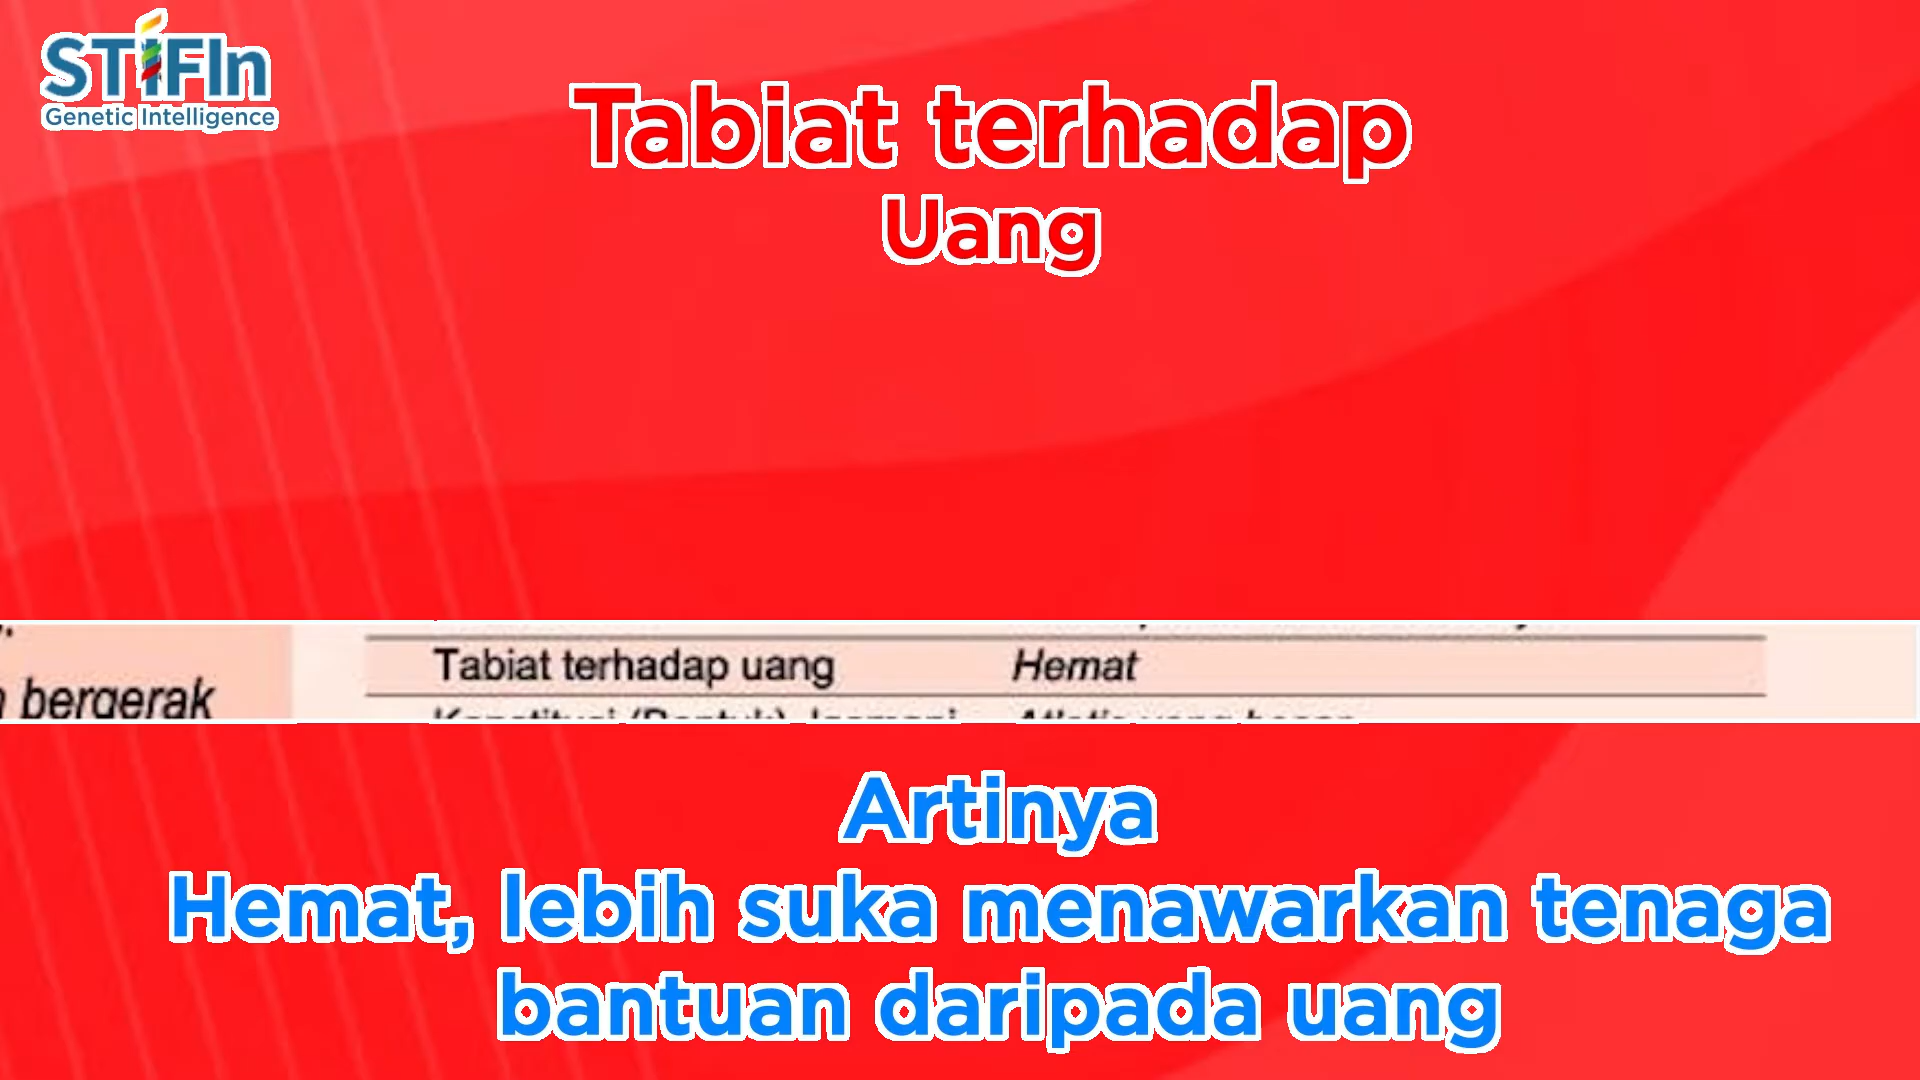 STIFIn
Genetic Intelligence
Tabiat terhadap
Uang
Tabiat terhadap uang Hemat
bergerak
Artinya
Hemat, lebih suka menawarkan tenaga
bantuan daripada uang